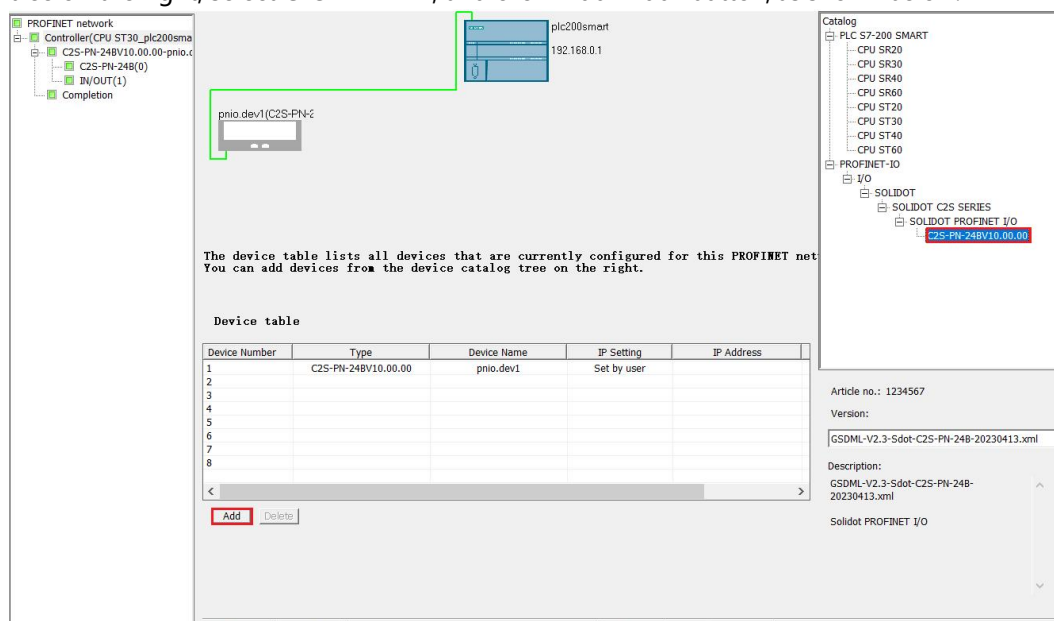 PROFINET network
Controller(CPU ST30_plc200sma
C2S-PN-24BV10.00.00-pnio.c
C2S-PN-24B(0)
IN/OUT(1)
Completion
plc200smart
192.168.0.1
pnio.dev1(C2S-PN-2
The device table lists all devices that are currently configured for this PROFINET net
You can add devices from the device catalog tree on the right.
Device table
Device Number Type Device Name IP Setting IP Address
1 C2S-PN-24BV10.00.00 pnio.dev1 Set by user
2
3
4
5
6
7
8
Add Delete
Catalog
PLC S7-200 SMART
CPU SR20
CPU SR30
CPU SR40
CPU SR60
CPU ST20
CPU ST30
CPU ST40
CPU ST60
PROFINET-IO
I/O
SOLIDOT
SOLIDOT C2S SERIES
SOLIDOT PROFINET I/O
C2S-PN-24BV10.00.00
Article no.: 1234567
Version:
GSDML-V2.3-Sdot-C2S-PN-24B-20230413.xml
Description:
GSDML-V2.3-Sdot-C2S-PN-24B-
20230413.xml
Solidot PROFINET I/O